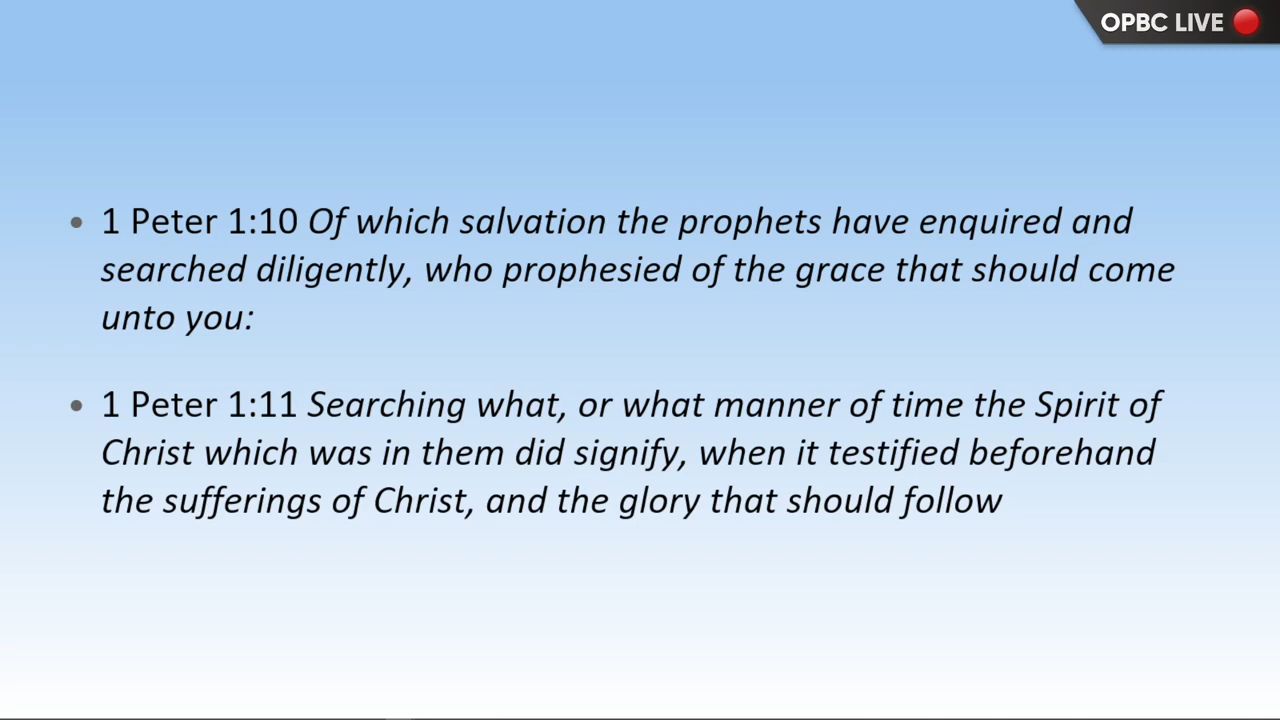 OPBC LIVE
• 1 Peter 1:10 Of which salvation the prophets have enquired and
searched diligently, who prophesied of the grace that should come
unto you:
• 1 Peter 1:11 Searching what, or what manner of time the Spirit of
Christ which was in them did signify, when it testified beforehand
the sufferings of Christ, and the glory that should follow